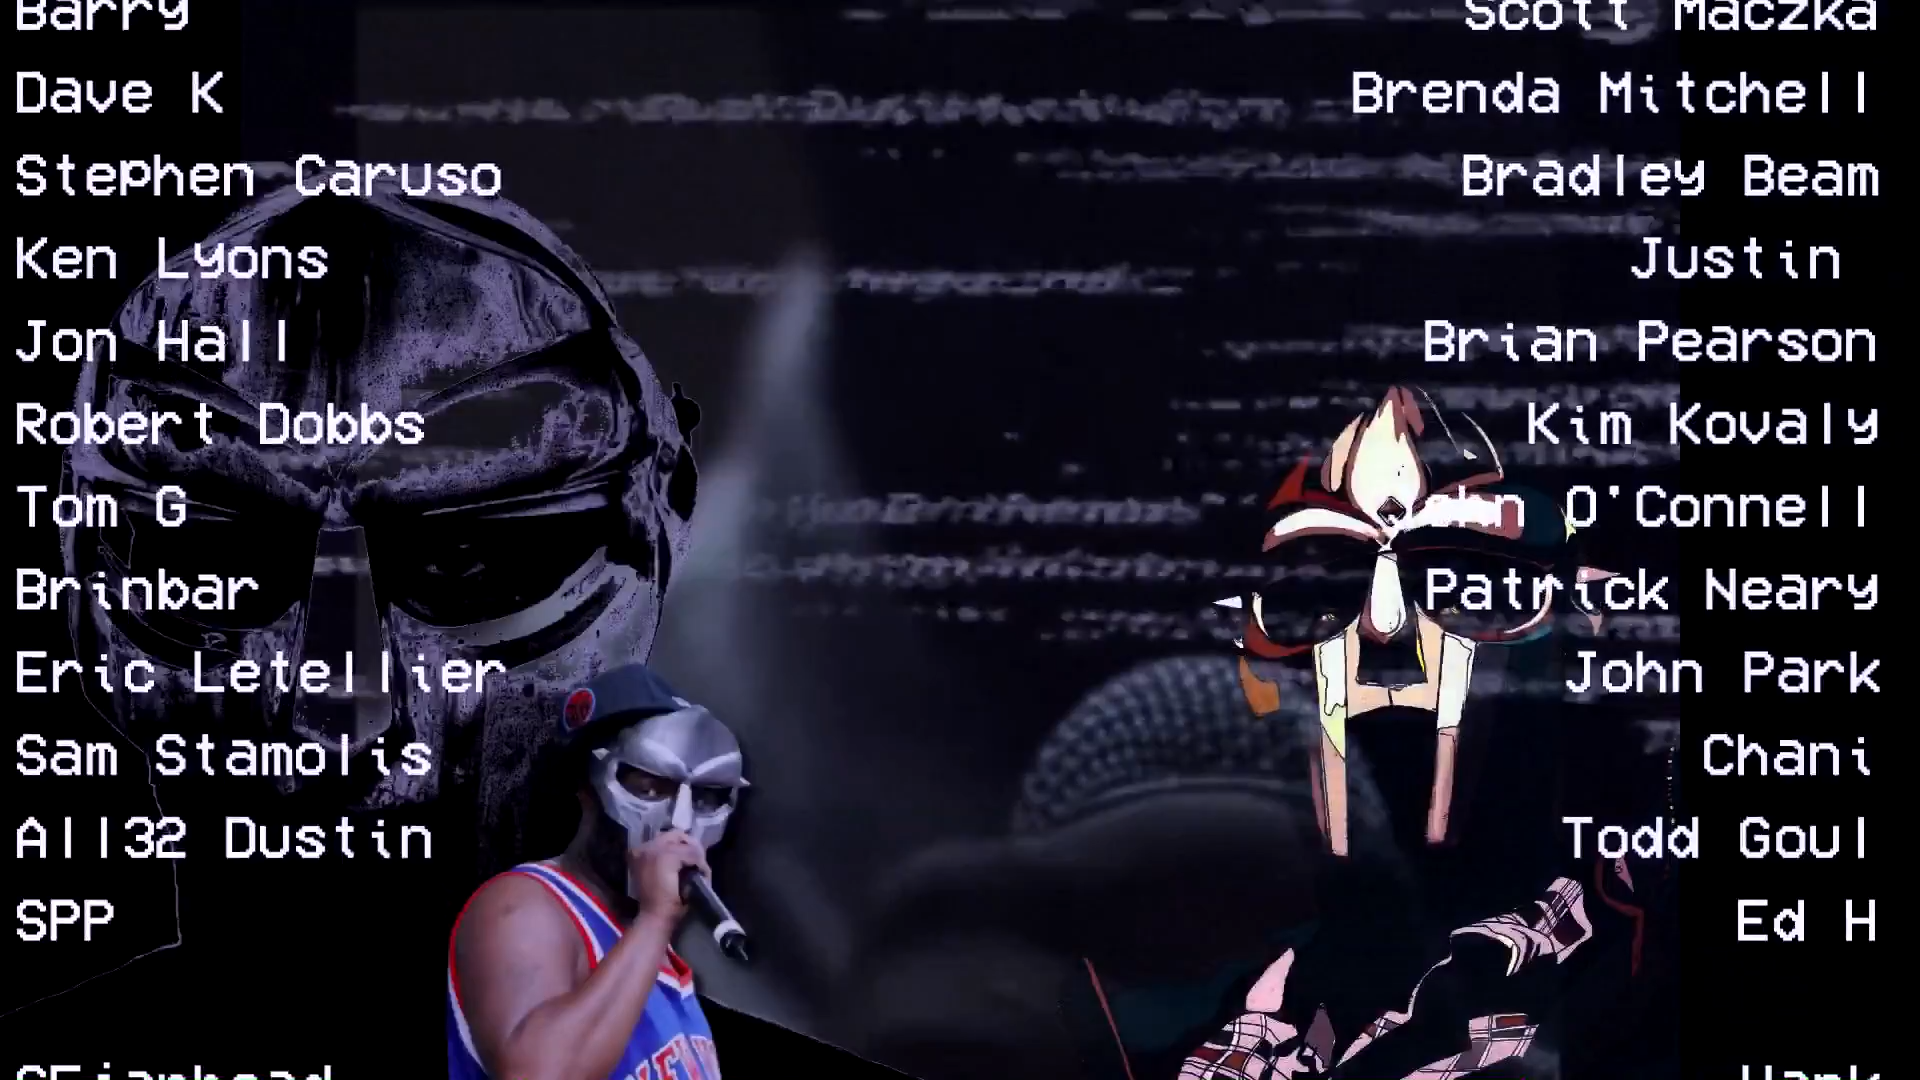 Barry
Dave K
Stephen Caruso
Ken Lyons
Jon Hall
Robert Dobbs
Tom G
Brinbar
Eric Letellier
Sam Stamolis
All32 Dustin
SPP
Scott Maczka
Brenda Mitchell
Bradley Beam
Justin
Brian Pearson
Kim Kovaly
John O'Connell
Patrick Neary
John Park
Chani
Todd Goul
Ed H